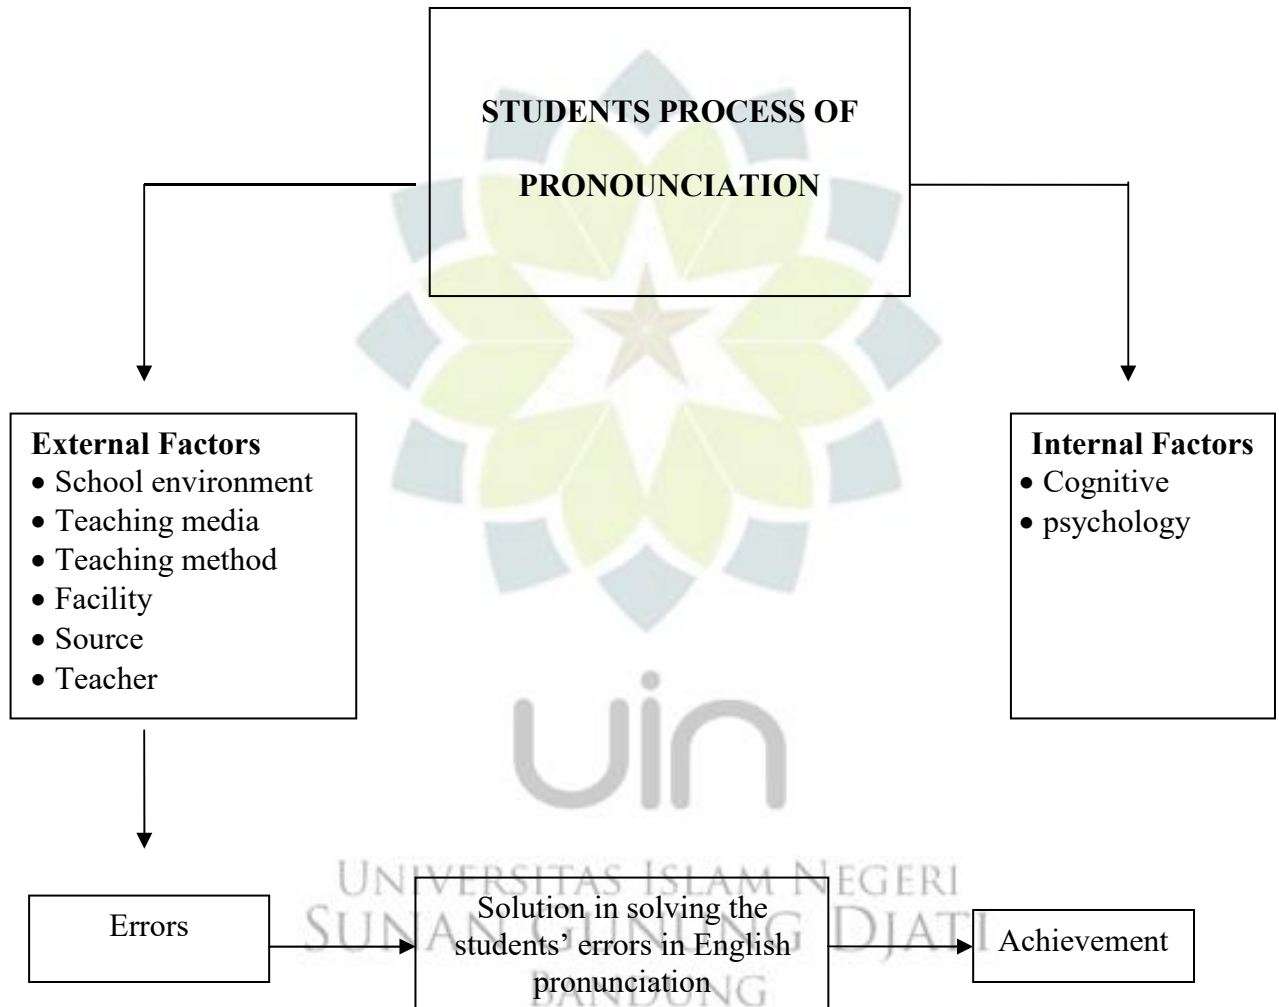 STUDENTS PROCESS OF
PRONOUNCIATION
External Factors
• School environment
• Teaching media
• Teaching method
• Facility
• Source
• Teacher
Internal Factors
• Cognitive
• psychology
uin
UNIVERSITAS ISLAM NEGERI
SUNAN GUNUNG DJATI
BANDUNG
Errors
Solution in solving the
students’ errors in English
pronunciation
Achievement